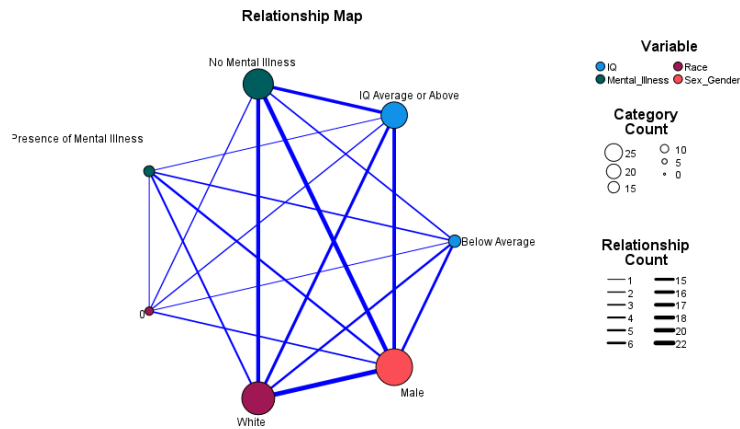 Relationship Map
No Mental Illness
IQ Average or Above
Presence of Mental Illness
Below Average
0
Male
White
Variable
IQ
Race
Mental_Illness
Sex_Gender
Category
Count
25
10
20
5
15
0
Relationship
Count
1
15
2
16
3
17
4
18
5
20
6
22